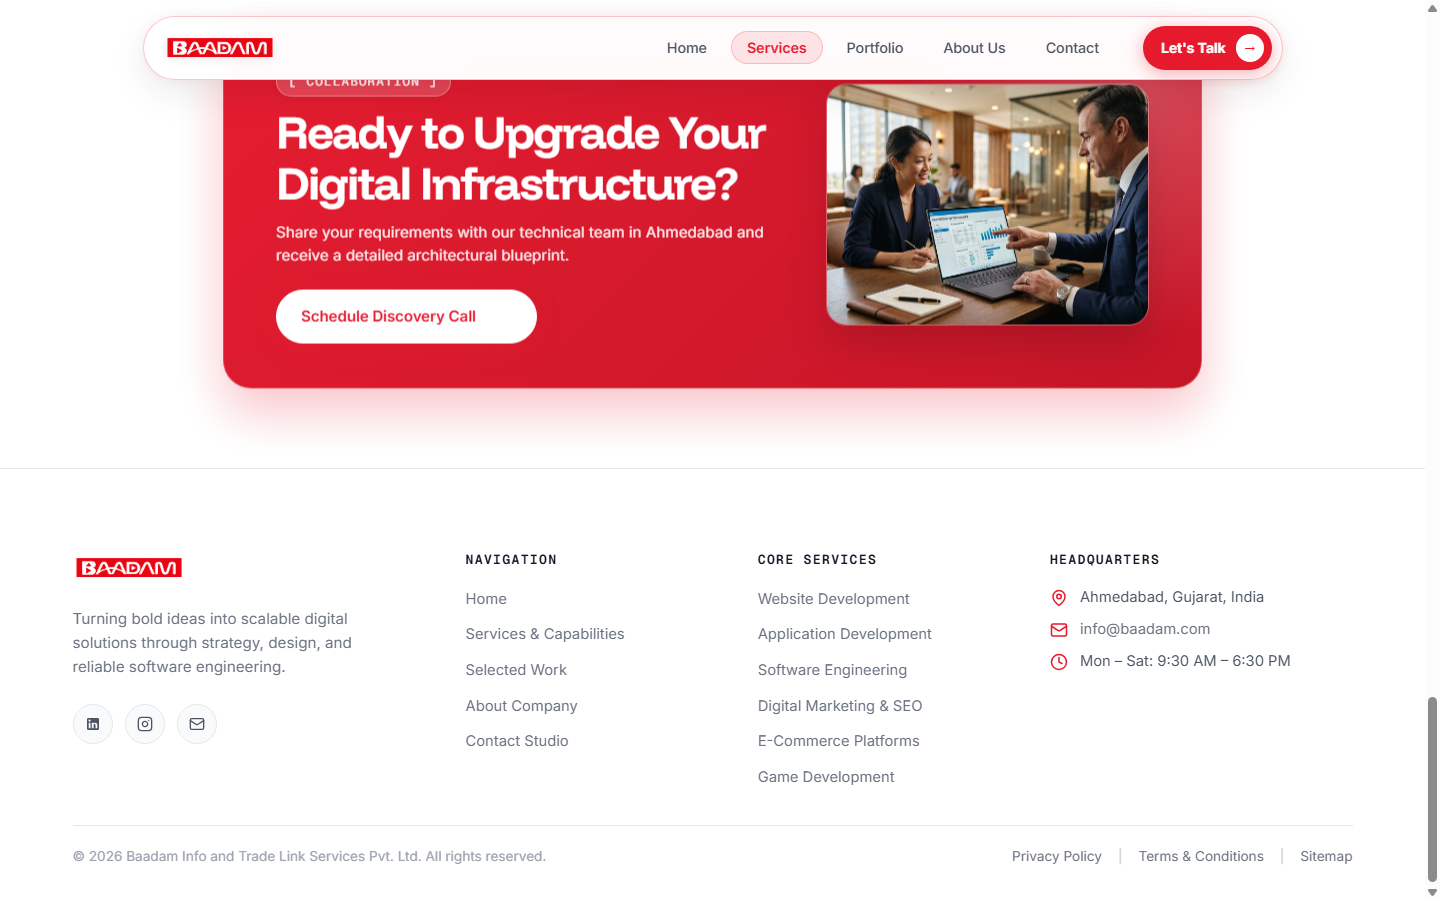 BAADAM
Home
Services
Portfolio
About Us
Contact
Let's Talk →
[ COLLABORATION ]
Ready to Upgrade Your
Digital Infrastructure?
Share your requirements with our technical team in Ahmedabad and
receive a detailed architectural blueprint.
Schedule Discovery Call
BAADAM
Turning bold ideas into scalable digital
solutions through strategy, design, and
reliable software engineering.
NAVIGATION
Home
Services & Capabilities
Selected Work
About Company
Contact Studio
CORE SERVICES
Website Development
Application Development
Software Engineering
Digital Marketing & SEO
E-Commerce Platforms
Game Development
HEADQUARTERS
Ahmedabad, Gujarat, India
info@baadam.com
Mon – Sat: 9:30 AM – 6:30 PM
© 2026 Baadam Info and Trade Link Services Pvt. Ltd. All rights reserved.
Privacy Policy
Terms & Conditions
Sitemap